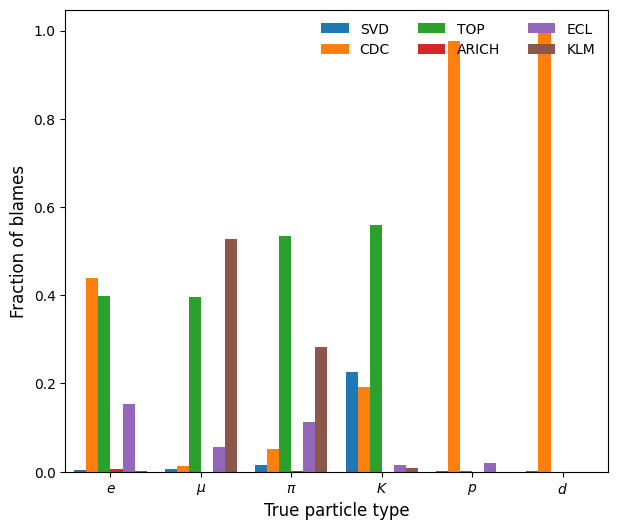 SVD TOP ECL
CDC ARICH KLM
1.0
0.8
0.6
0.4
0.2
0.0
Fraction of blames
e μ π K p d
True particle type